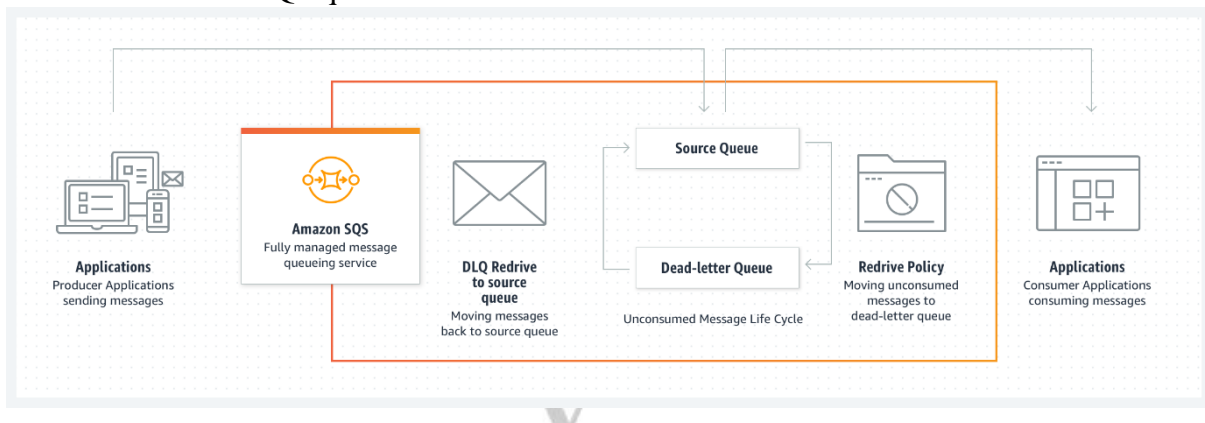 Applications
Producer Applications
sending messages
Amazon SQS
Fully managed message
queueing service
DLQ Redrive
to source
queue
Moving messages
back to source queue
Source Queue
Dead-letter Queue
Unconsumed Message Life Cycle
Redrive Policy
Moving unconsumed
messages to
dead-letter queue
Applications
Consumer Applications
consuming messages